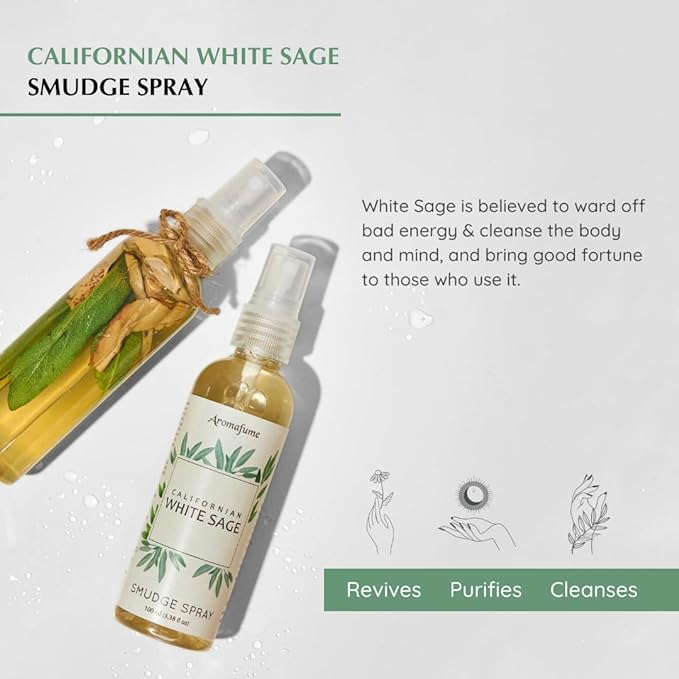 CALIFORNIAN WHITE SAGE
SMUDGE SPRAY
White Sage is believed to ward off
bad energy & cleanse the body
and mind, and bring good fortune
to those who use it.
Aromafume
CALIFORNIAN
WHITE SAGE
SMUDGE SPRAY
100 ml (3.38 fl oz)
Revives Purifies Cleanses